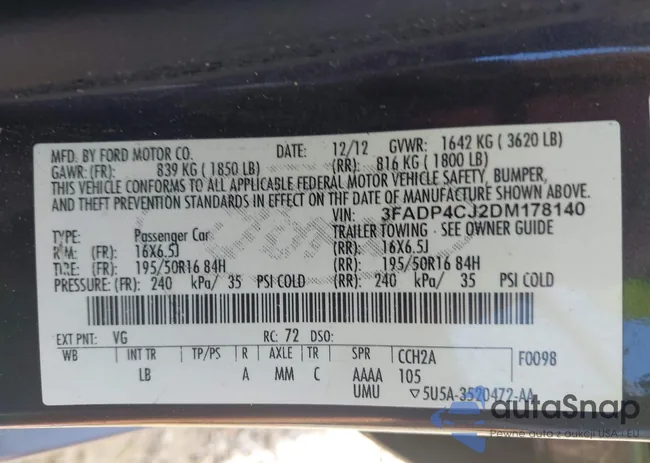 MFD. BY FORD MOTOR CO. DATE: 12/12 GVWR: 1642 KG ( 3620 LB)
GAWR: (FR): 839 KG ( 1850 LB) (RR): 816 KG ( 1800 LB)
THIS VEHICLE CONFORMS TO ALL APPLICABLE FEDERAL MOTOR VEHICLE SAFETY, BUMPER,
AND THEFT PREVENTION STANDARDS IN EFFECT ON THE DATE OF MANUFACTURE SHOWN ABOVE.
VIN: 3FADP4CJ2DM178140
TYPE: Passenger Car TRAILER TOWING - SEE OWNER GUIDE
RIM: (FR): 16X6.5J (RR): 16X6.5J
TIRE: (FR): 195/50R16 84H (RR): 195/50R16 84H
PRESSURE: (FR): 240 kPa/ 35 PSI COLD (RR): 240 kPa/ 35 PSI COLD
EXT PNT: VG RC: 72 DSO:
WB INT TR TP/PS R AXLE TR SPR CCH2A F0098
LB A MM C AAAA 105
UMU ▽5U5A-3520472-AA
autoSnap
Pewne auto z aukcji USA i EU